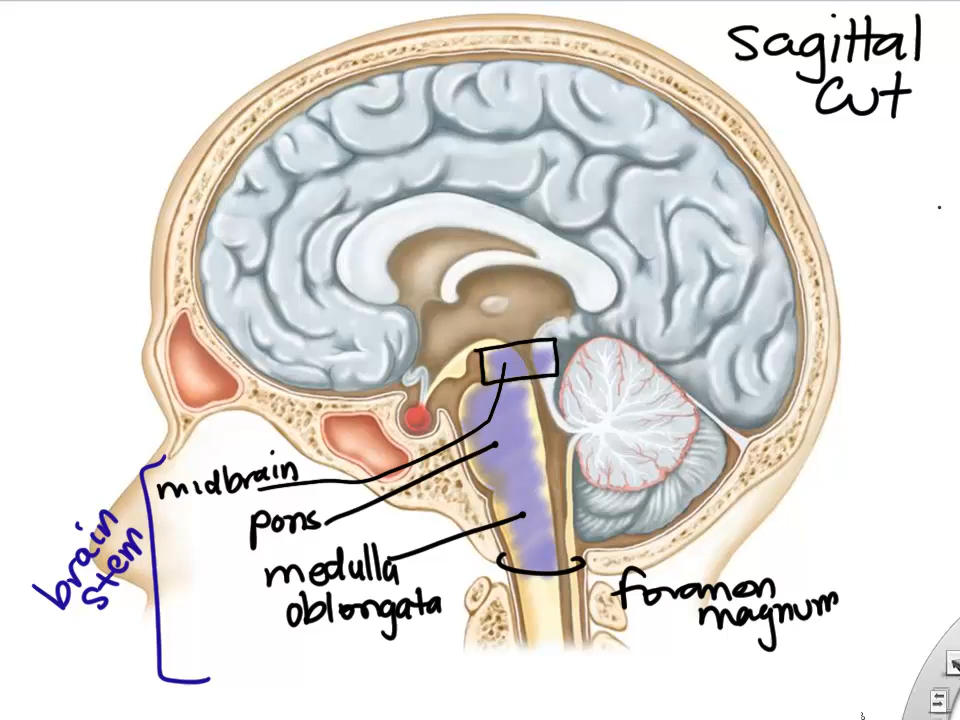 Sagittal
cut
midbrain
pons
medulla
oblongata
brain
stem
foramen
magnum